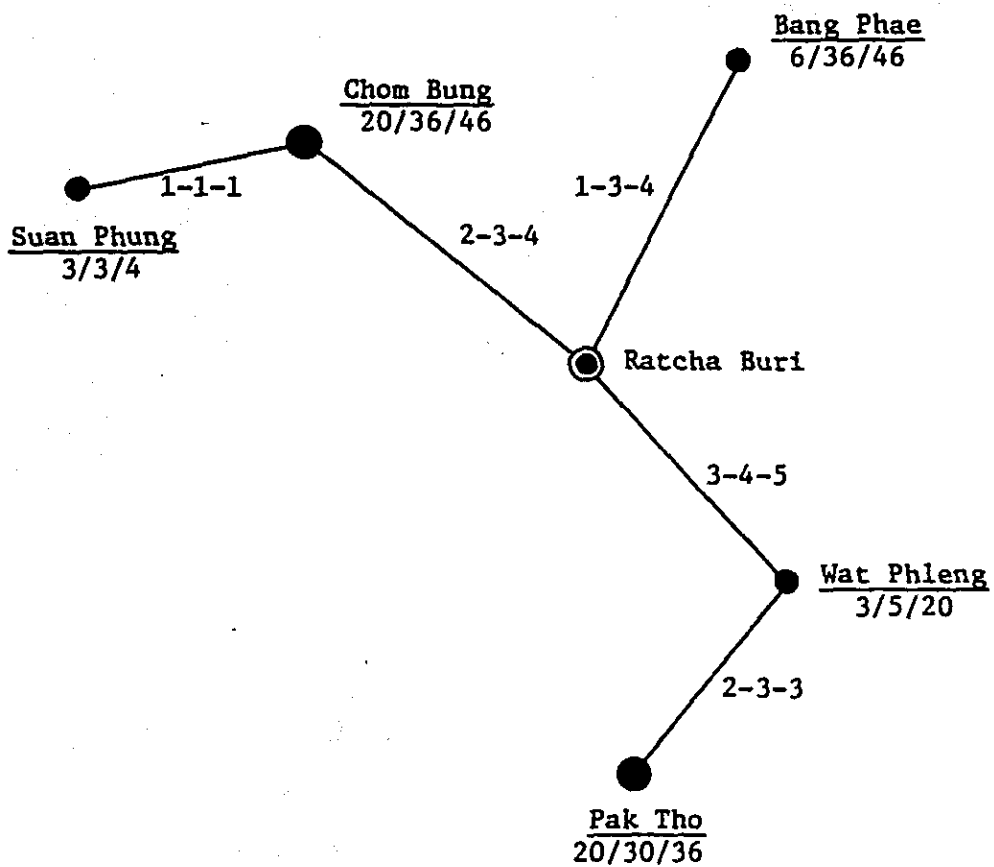 Bang Phae
6/36/46
Chom Bung
20/36/46
1-1-1
1-3-4
Suan Phung
3/3/4
2-3-4
Ratcha Buri
3-4-5
Wat Phleng
3/5/20
2-3-3
Pak Tho
20/30/36